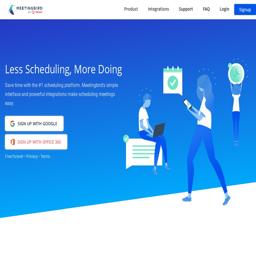 MEETINGBIRD
Product
Integrations
Support
FAQ
Login
Signup
Less Scheduling, More Doing
Save time with the #1 scheduling platform. Meetingbird's simple
interface and powerful integrations make scheduling meetings
easy.
SIGN UP WITH GOOGLE
SIGN UP WITH OFFICE 365
Free forever • Privacy • Terms